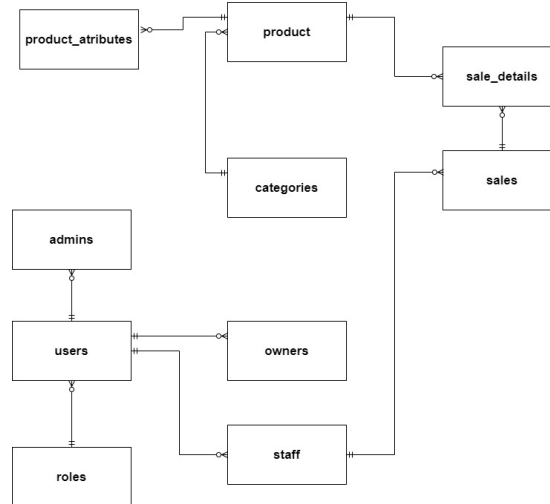 product_atributes
product
sale_details
categories
sales
admins
users
owners
staff
roles